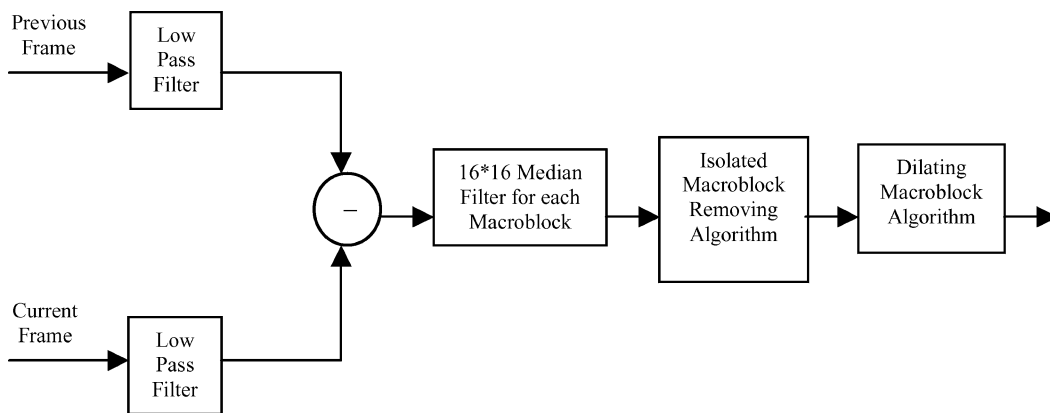 Previous
Frame
Low
Pass
Filter
−
16*16 Median
Filter for each
Macroblock
Isolated
Macroblock
Removing
Algorithm
Dilating
Macroblock
Algorithm
Current
Frame
Low
Pass
Filter